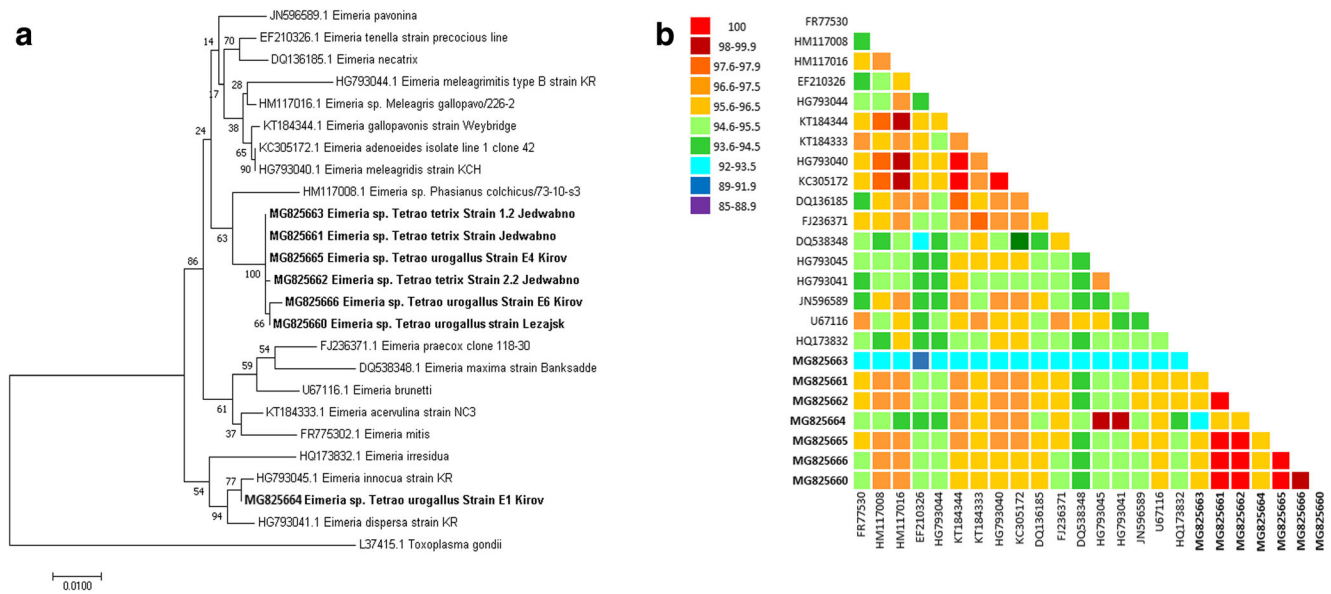 a
JN596589.1 Eimeria pavonina
EF210326.1 Eimeria tenella strain precocious line
DQ136185.1 Eimeria necatrix
HG793044.1 Eimeria meleagrimitis type B strain KR
HM117016.1 Eimeria sp. Meleagris gallopavo/226-2
KT184344.1 Eimeria gallopavonis strain Weybridge
KC305172.1 Eimeria adenoeides isolate line 1 clone 42
HG793040.1 Eimeria meleagridis strain KCH
HM117008.1 Eimeria sp. Phasianus colchicus/73-10-s3
MG825663 Eimeria sp. Tetrao tetrix Strain 1.2 Jedwabno
MG825661 Eimeria sp. Tetrao tetrix Strain Jedwabno
MG825665 Eimeria sp. Tetrao urogallus Strain E4 Kirov
MG825662 Eimeria sp. Tetrao tetrix Strain 2.2 Jedwabno
MG825666 Eimeria sp. Tetrao urogallus Strain E6 Kirov
MG825660 Eimeria sp. Tetrao urogallus strain Lezajsk
FJ236371.1 Eimeria praecox clone 118-30
DQ538348.1 Eimeria maxima strain Banksadde
U67116.1 Eimeria brunetti
KT184333.1 Eimeria acervulina strain NC3
FR775302.1 Eimeria mitis
HQ173832.1 Eimeria irresidua
HG793045.1 Eimeria innocua strain KR
MG825664 Eimeria sp. Tetrao urogallus Strain E1 Kirov
HG793041.1 Eimeria dispersa strain KR
L37415.1 Toxoplasma gondii
14
70
17
28
38
65
90
24
63
100
66
86
54
59
61
37
54
77
94
0.0100
b
100
98-99.9
97.6-97.9
96.6-97.5
95.6-96.5
94.6-95.5
93.6-94.5
92-93.5
89-91.9
85-88.9
FR77530
HM117008
HM117016
EF210326
HG793044
KT184344
KT184333
HG793040
KC305172
DQ136185
FJ236371
DQ538348
HG793045
HG793041
JN596589
U67116
HQ173832
MG825663
MG825661
MG825662
MG825664
MG825665
MG825666
MG825660
FR77530
HM117008
HM117016
EF210326
HG793044
KT184344
KT184333
HG793040
KC305172
DQ136185
FJ236371
DQ538348
HG793045
HG793041
JN596589
U67116
HQ173832
MG825663
MG825661
MG825662
MG825664
MG825665
MG825666
MG825660